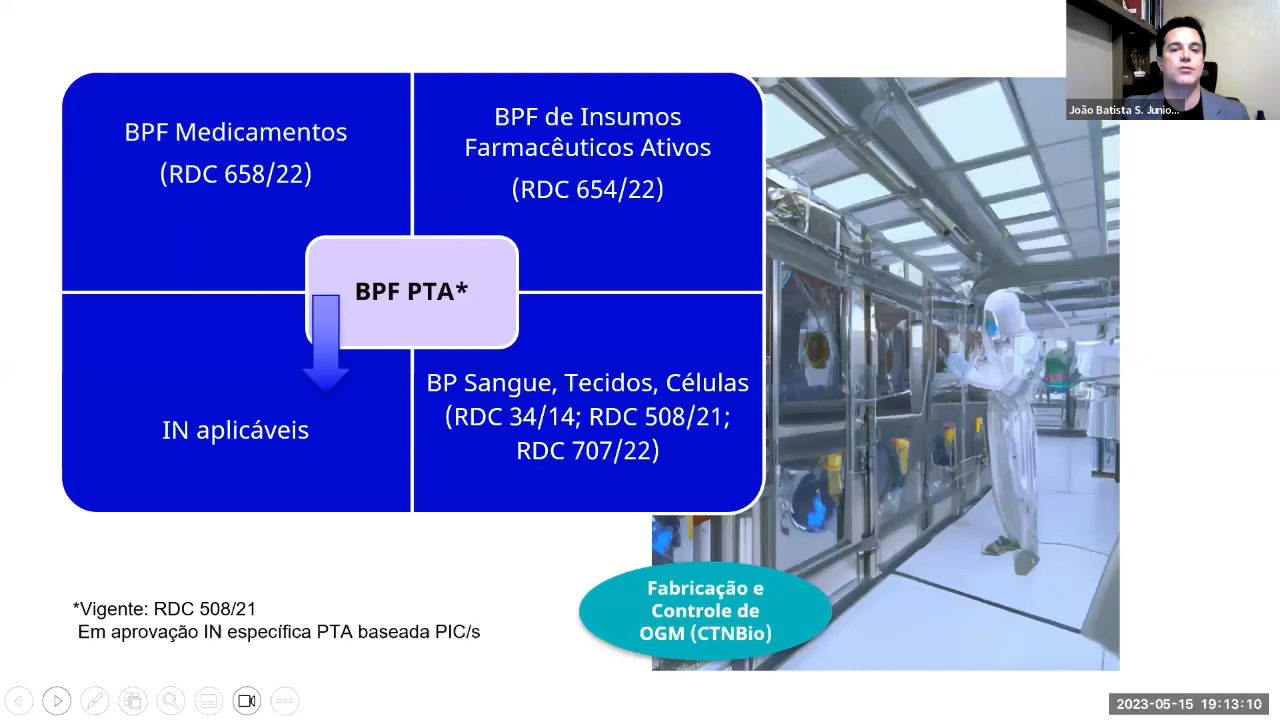 João Batista S. Junio...
BPF Medicamentos
(RDC 658/22)
BPF de Insumos
Farmacêuticos Ativos
(RDC 654/22)
BPF PTA*
IN aplicáveis
BP Sangue, Tecidos, Células
(RDC 34/14; RDC 508/21;
RDC 707/22)
Fabricação e
Controle de
OGM (CTNBio)
*Vigente: RDC 508/21
Em aprovação IN específica PTA baseada PIC/s
2023-05-15 19:13:10